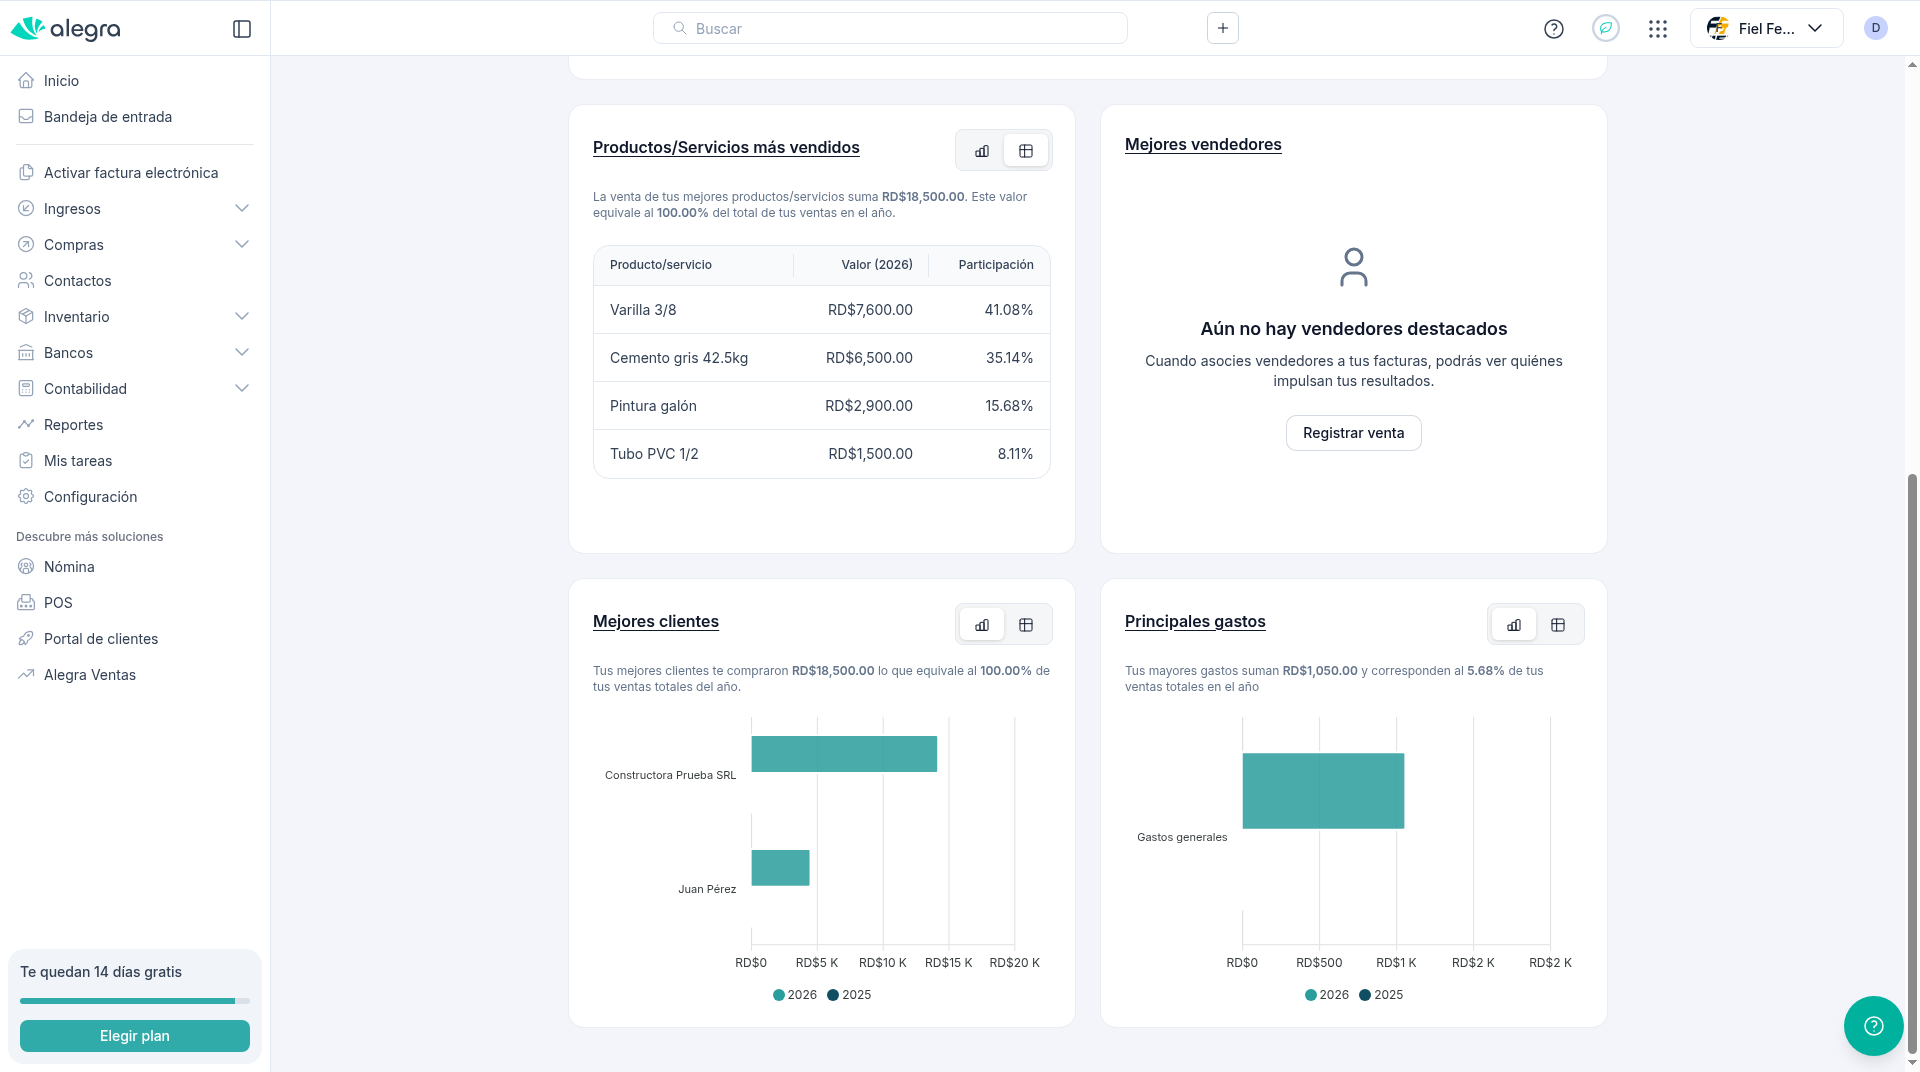 alegra
Buscar
Fiel Fe...
D
Inicio
Bandeja de entrada
Activar factura electrónica
Ingresos
Compras
Contactos
Inventario
Bancos
Contabilidad
Reportes
Mis tareas
Configuración
Descubre más soluciones
Nómina
POS
Portal de clientes
Alegra Ventas
Te quedan 14 días gratis
Elegir plan
Productos/Servicios más vendidos
La venta de tus mejores productos/servicios suma RD$18,500.00. Este valor
equivale al 100.00% del total de tus ventas en el año.
Producto/servicio Valor (2026) Participación
Varilla 3/8 RD$7,600.00 41.08%
Cemento gris 42.5kg RD$6,500.00 35.14%
Pintura galón RD$2,900.00 15.68%
Tubo PVC 1/2 RD$1,500.00 8.11%
Mejores vendedores
Aún no hay vendedores destacados
Cuando asocies vendedores a tus facturas, podrás ver quiénes
impulsan tus resultados.
Registrar venta
Mejores clientes
Tus mejores clientes te compraron RD$18,500.00 lo que equivale al 100.00% de
tus ventas totales del año.
Constructora Prueba SRL
Juan Pérez
RD$0 RD$5 K RD$10 K RD$15 K RD$20 K
2026 2025
Principales gastos
Tus mayores gastos suman RD$1,050.00 y corresponden al 5.68% de tus
ventas totales en el año
Gastos generales
RD$0 RD$500 RD$1 K RD$2 K RD$2 K
2026 2025